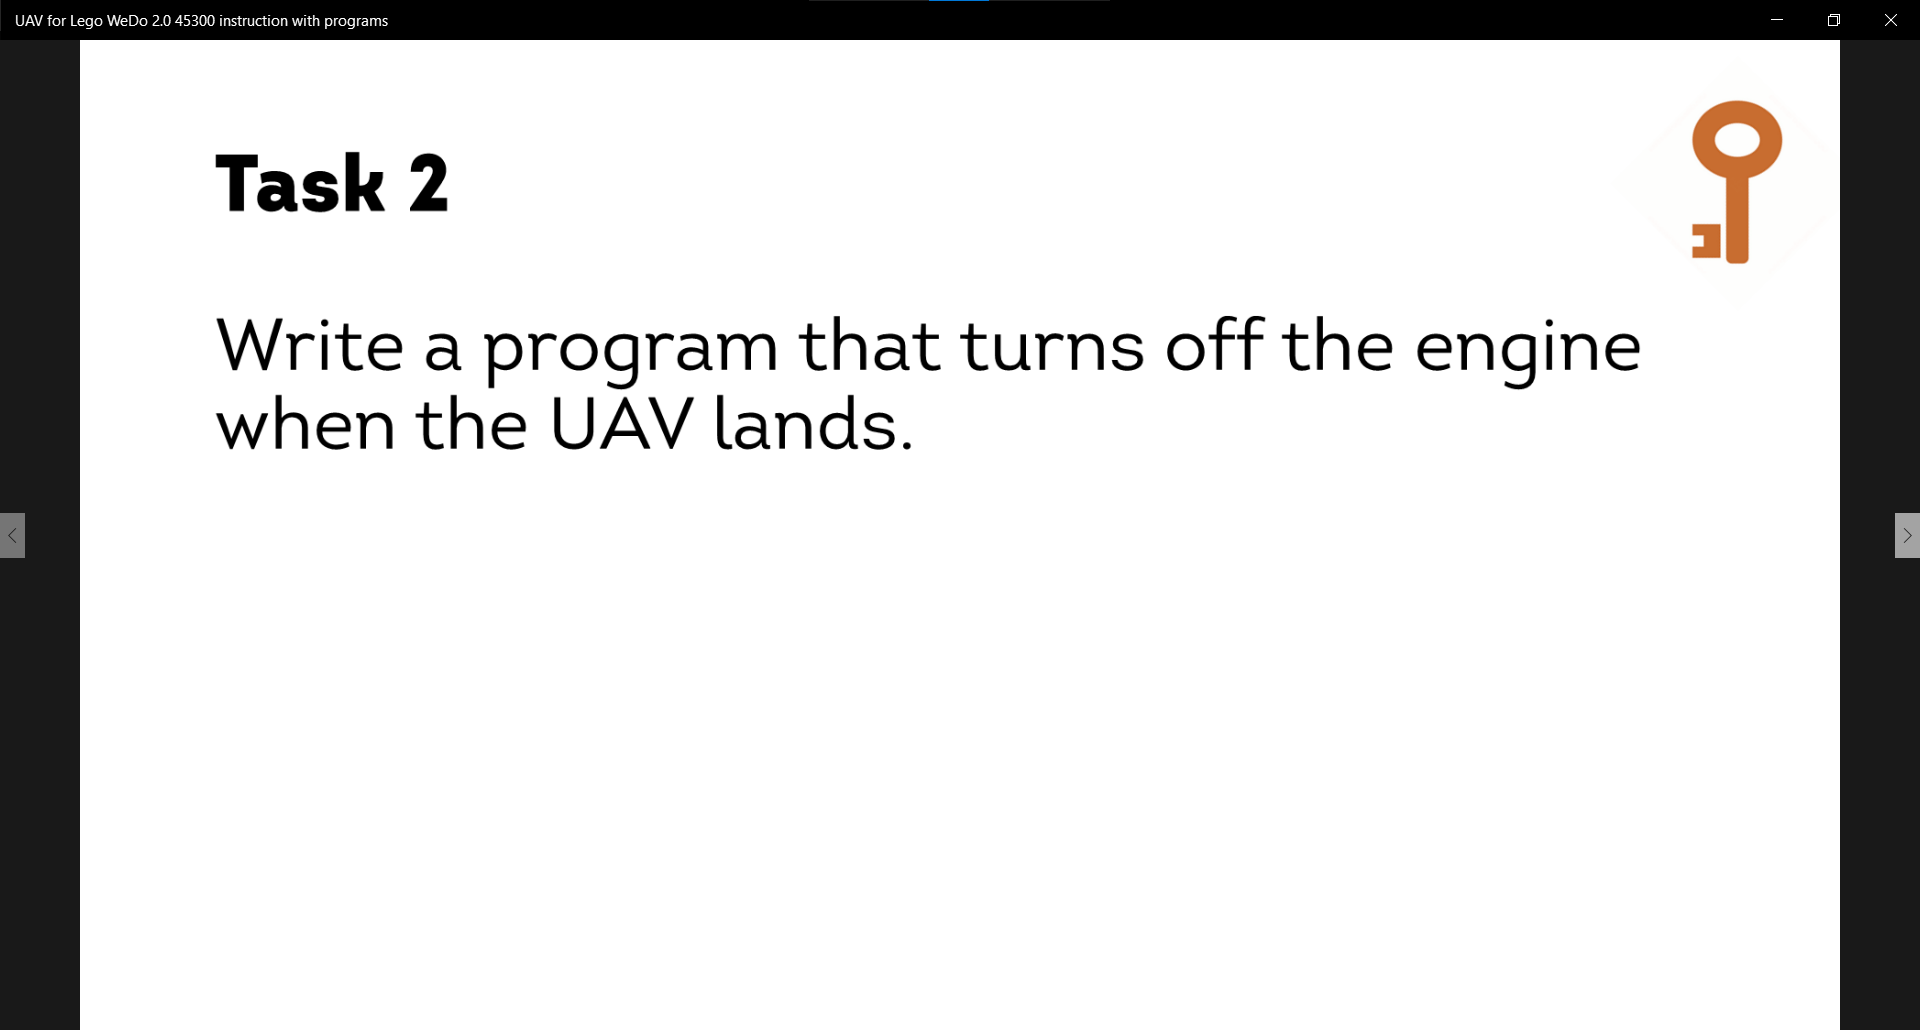 UAV for Lego WeDo 2.0 45300 instruction with programs
Task 2
Write a program that turns off the engine
when the UAV lands.